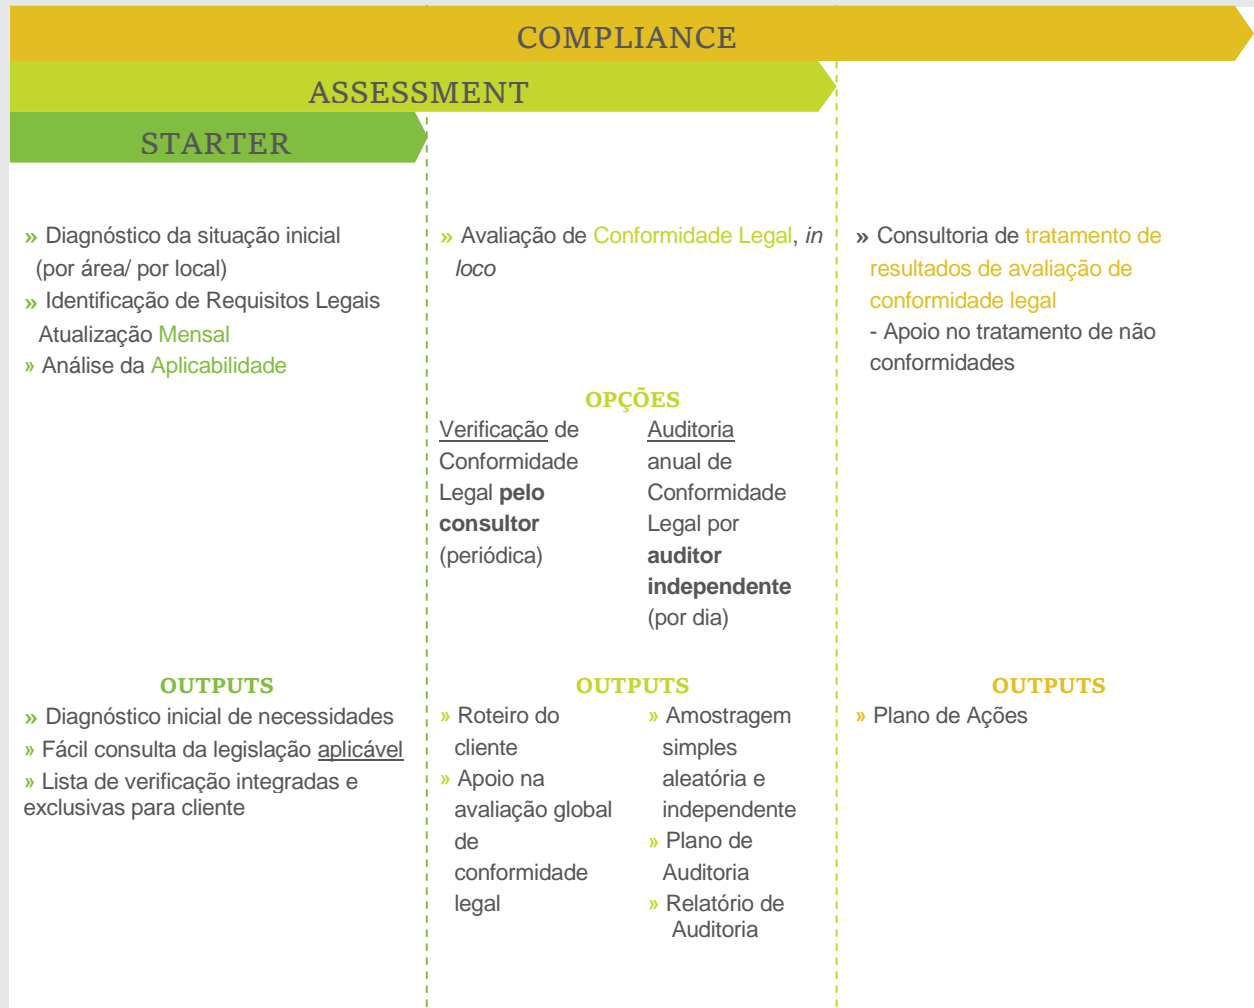 COMPLIANCE
ASSESSMENT
STARTER
» Diagnóstico da situação inicial
(por área/ por local)
» Identificação de Requisitos Legais
Atualização Mensal
» Análise da Aplicabilidade
» Avaliação de Conformidade Legal, in
loco
OPÇÕES
Verificação de
Conformidade
Legal pelo
consultor
(periódica)
Auditoria
anual de
Conformidade
Legal por
auditor
independente
(por dia)
» Consultoria de tratamento de
resultados de avaliação de
conformidade legal
- Apoio no tratamento de não
conformidades
OUTPUTS
» Diagnóstico inicial de necessidades
» Fácil consulta da legislação aplicável
» Lista de verificação integradas e
exclusivas para cliente
OUTPUTS
» Roteiro do
cliente
» Apoio na
avaliação global
de
conformidade
legal
» Amostragem
simples
aleatória e
independente
» Plano de
Auditoria
» Relatório de
Auditoria
OUTPUTS
» Plano de Ações